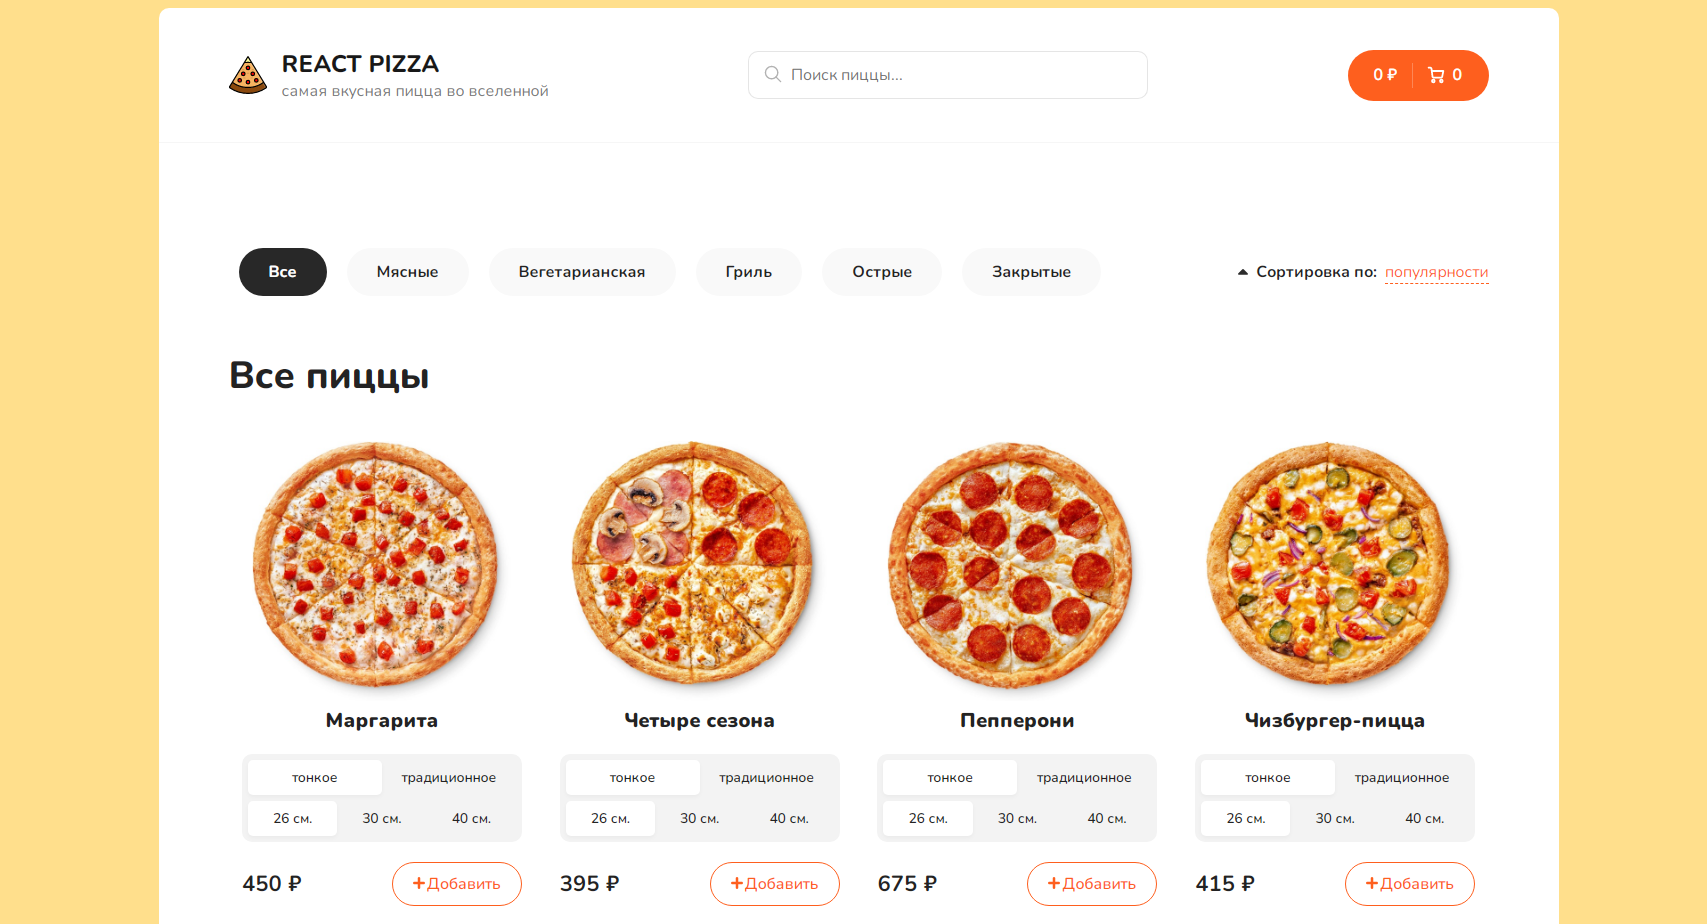 REACT PIZZA
самая вкусная пицца во вселенной
Поиск пиццы...
0 ₽ 0
Все Мясные Вегетарианская Гриль Острые Закрытые Сортировка по: популярности
Все пиццы
Маргарита Четыре сезона Пепперони Чизбургер-пицца
тонкое традиционное тонкое традиционное тонкое традиционное тонкое традиционное
26 см. 30 см. 40 см. 26 см. 30 см. 40 см. 26 см. 30 см. 40 см. 26 см. 30 см. 40 см.
450 ₽ +Добавить 395 ₽ +Добавить 675 ₽ +Добавить 415 ₽ +Добавить